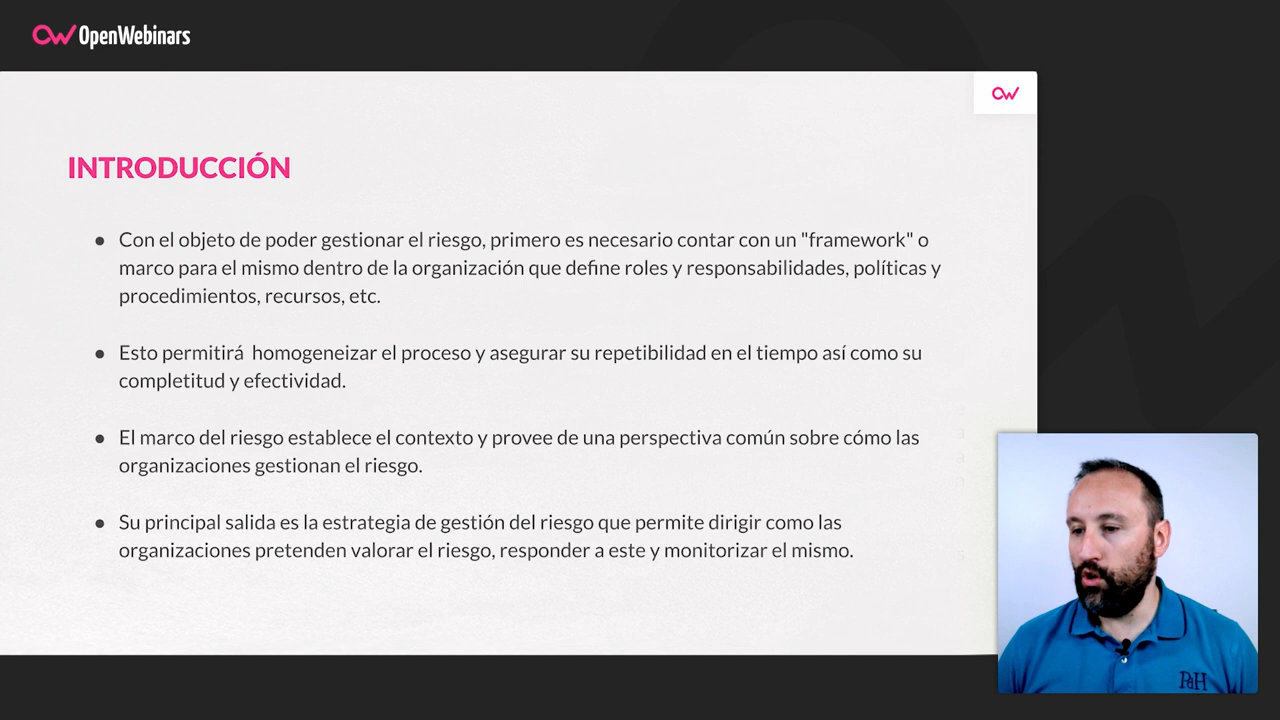 OpenWebinars
INTRODUCCIÓN
● Con el objeto de poder gestionar el riesgo, primero es necesario contar con un "framework" o
marco para el mismo dentro de la organización que define roles y responsabilidades, políticas y
procedimientos, recursos, etc.
● Esto permitirá  homogeneizar el proceso y asegurar su repetibilidad en el tiempo así como su
completitud y efectividad.
● El marco del riesgo establece el contexto y provee de una perspectiva común sobre cómo las
organizaciones gestionan el riesgo.
● Su principal salida es la estrategia de gestión del riesgo que permite dirigir como las
organizaciones pretenden valorar el riesgo, responder a este y monitorizar el mismo.
PdH